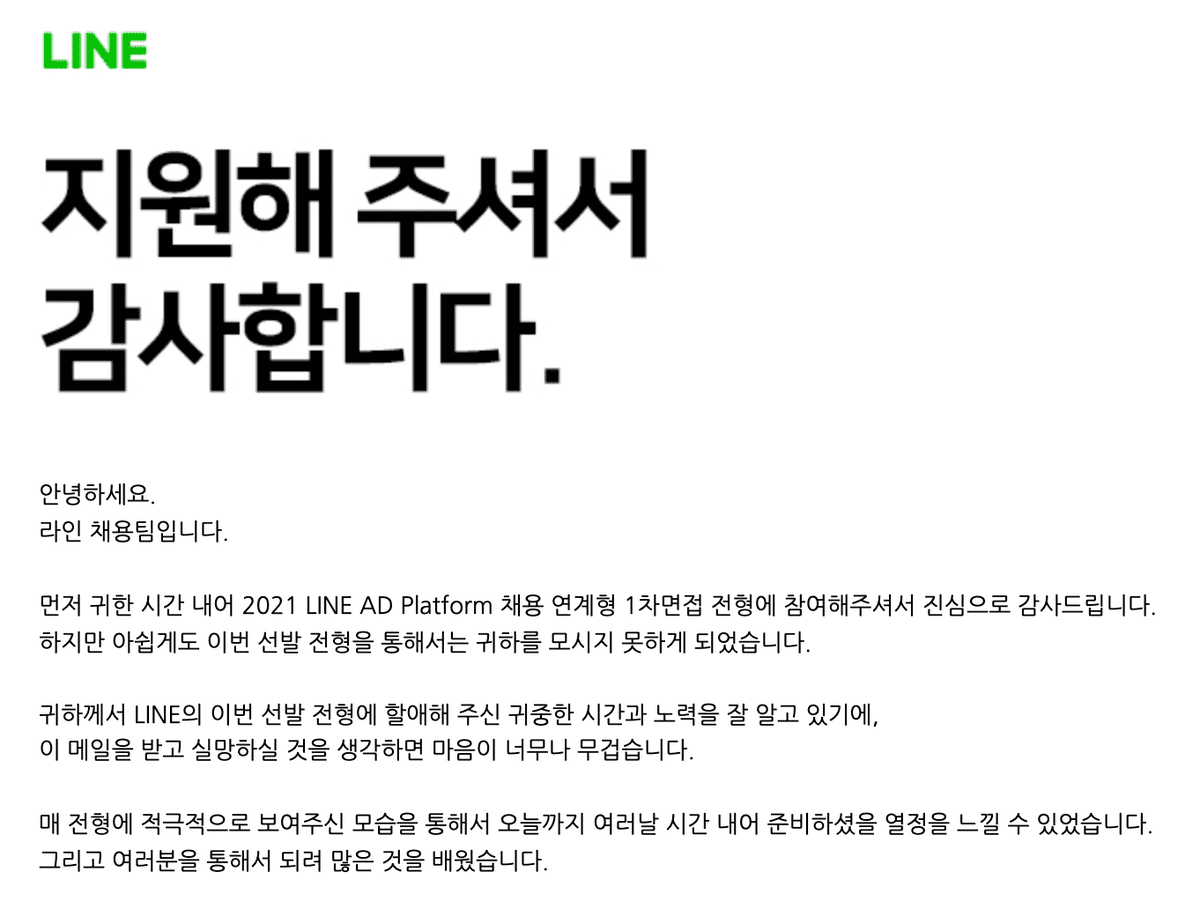 LINE
지원해 주셔서
감사합니다.
안녕하세요.
라인 채용팀입니다.
먼저 귀한 시간 내어 2021 LINE AD Platform 채용 연계형 1차면접 전형에 참여해주셔서 진심으로 감사드립니다.
하지만 아쉽게도 이번 선발 전형을 통해서는 귀하를 모시지 못하게 되었습니다.
귀하께서 LINE의 이번 선발 전형에 할애해 주신 귀중한 시간과 노력을 잘 알고 있기에,
이 메일을 받고 실망하실 것을 생각하면 마음이 너무나 무겁습니다.
매 전형에 적극적으로 보여주신 모습을 통해서 오늘까지 여러날 시간 내어 준비하셨을 열정을 느낄 수 있었습니다.
그리고 여러분을 통해서 되려 많은 것을 배웠습니다.